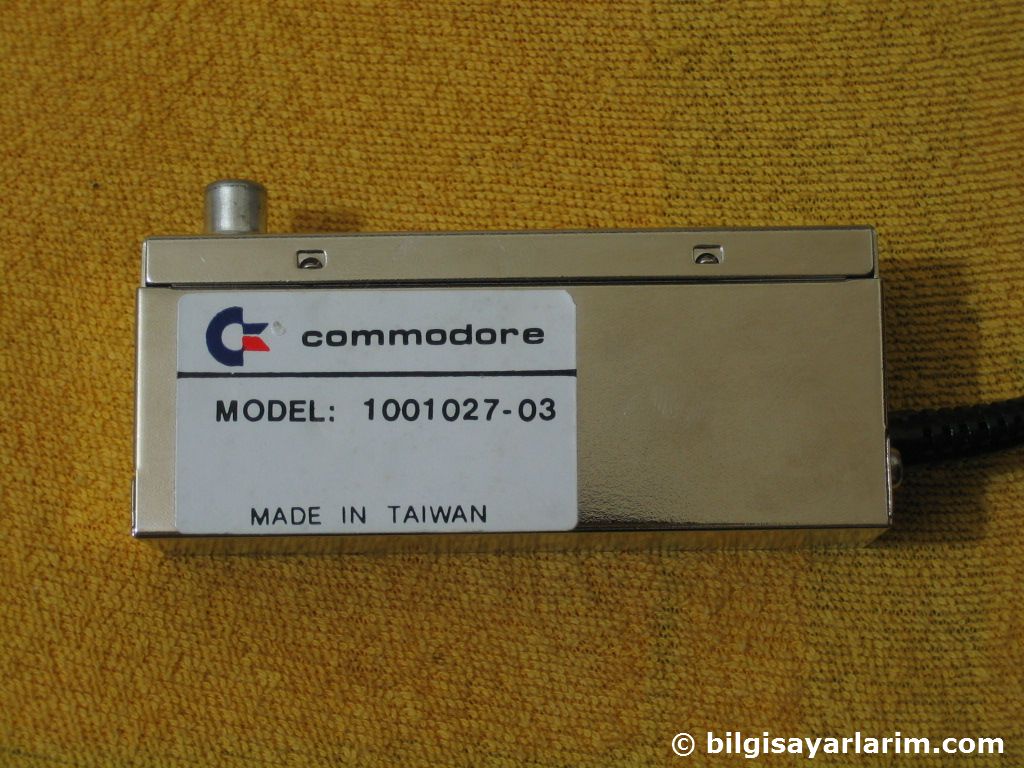 commodore
MODEL: 1001027-03
MADE IN TAIWAN
© bilgisayarlarim.com